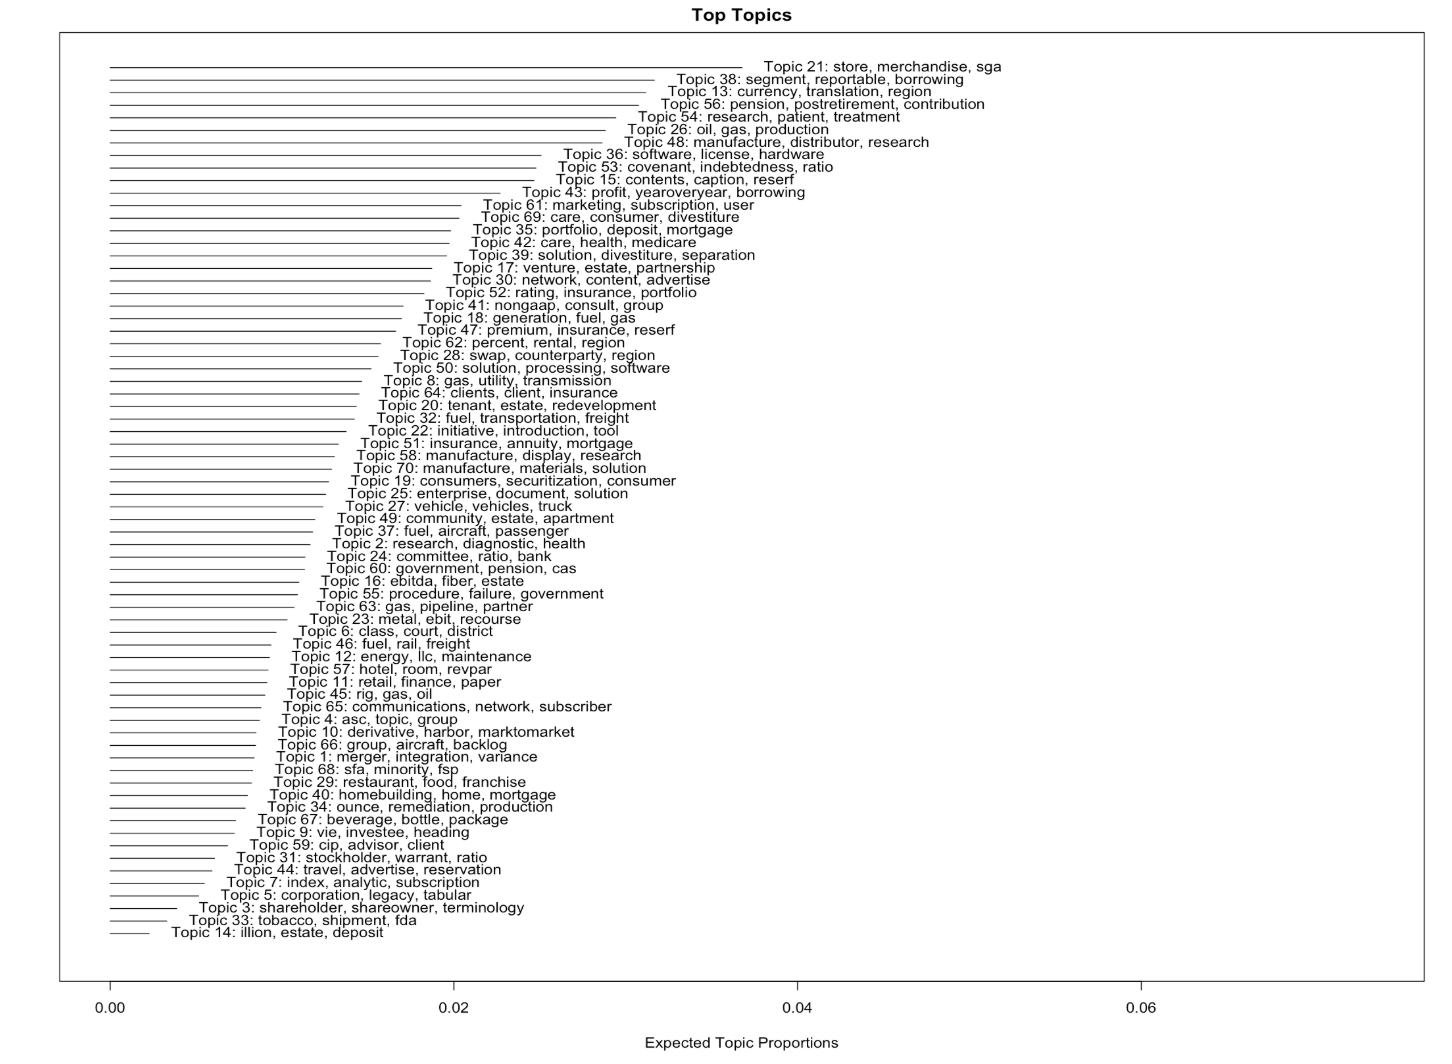 Top Topics
Topic 21: store, merchandise, sga
Topic 38: segment, reportable, borrowing
Topic 13: currency, translation, region
Topic 56: pension, postretirement, contribution
Topic 54: research, patient, treatment
Topic 26: oil, gas, production
Topic 48: manufacture, distributor, research
Topic 36: software, license, hardware
Topic 53: covenant, indebtedness, ratio
Topic 15: contents, caption, reserf
Topic 43: profit, yearoveryear, borrowing
Topic 61: marketing, subscription, user
Topic 69: care, consumer, divestiture
Topic 35: portfolio, deposit, mortgage
Topic 42: care, health, medicare
Topic 39: solution, divestiture, separation
Topic 17: venture, estate, partnership
Topic 30: network, content, advertise
Topic 52: rating, insurance, portfolio
Topic 41: nongaap, consult, group
Topic 18: generation, fuel, gas
Topic 47: premium, insurance, reserf
Topic 62: percent, rental, region
Topic 28: swap, counterparty, region
Topic 50: solution, processing, software
Topic 8: gas, utility, transmission
Topic 64: clients, client, insurance
Topic 20: tenant, estate, redevelopment
Topic 32: fuel, transportation, freight
Topic 22: initiative, introduction, tool
Topic 51: insurance, annuity, mortgage
Topic 58: manufacture, display, research
Topic 70: manufacture, materials, solution
Topic 19: consumers, securitization, consumer
Topic 25: enterprise, document, solution
Topic 27: vehicle, vehicles, truck
Topic 49: community, estate, apartment
Topic 37: fuel, aircraft, passenger
Topic 2: research, diagnostic, health
Topic 24: committee, ratio, bank
Topic 60: government, pension, cas
Topic 16: ebitda, fiber, estate
Topic 55: procedure, failure, government
Topic 63: gas, pipeline, partner
Topic 23: metal, ebit, recourse
Topic 6: class, court, district
Topic 46: fuel, rail, freight
Topic 12: energy, llc, maintenance
Topic 57: hotel, room, revpar
Topic 11: retail, finance, paper
Topic 45: rig, gas, oil
Topic 65: communications, network, subscriber
Topic 4: asc, topic, group
Topic 10: derivative, harbor, marktomarket
Topic 66: group, aircraft, backlog
Topic 1: merger, integration, variance
Topic 68: sfa, minority, fsp
Topic 29: restaurant, food, franchise
Topic 40: homebuilding, home, mortgage
Topic 34: ounce, remediation, production
Topic 67: beverage, bottle, package
Topic 9: vie, investee, heading
Topic 59: cip, advisor, client
Topic 31: stockholder, warrant, ratio
Topic 44: travel, advertise, reservation
Topic 7: index, analytic, subscription
Topic 5: corporation, legacy, tabular
Topic 3: shareholder, shareowner, terminology
Topic 33: tobacco, shipment, fda
Topic 14: illion, estate, deposit
0.00 0.02 0.04 0.06
Expected Topic Proportions